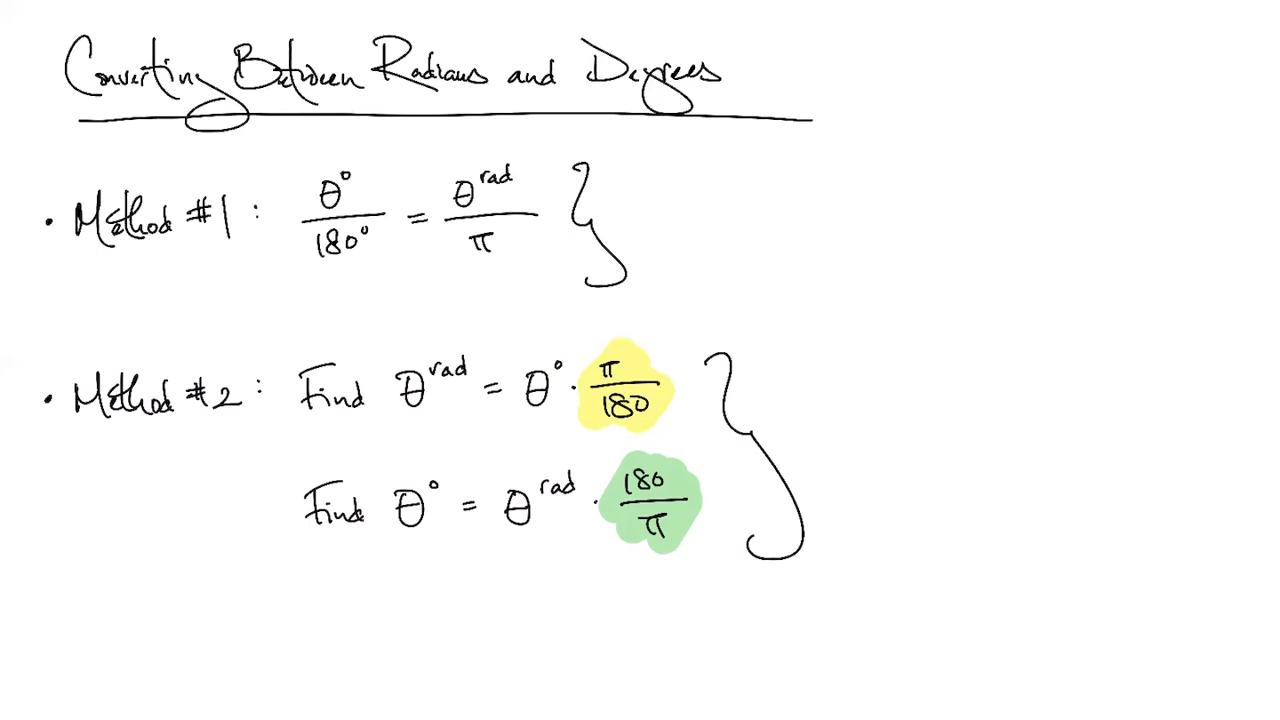 Converting Between Radians and Degrees
• Method #1: θ°/180° = θ^rad/π
• Method #2: Find θ^rad = θ° · π/180
Find θ° = θ^rad · 180/π